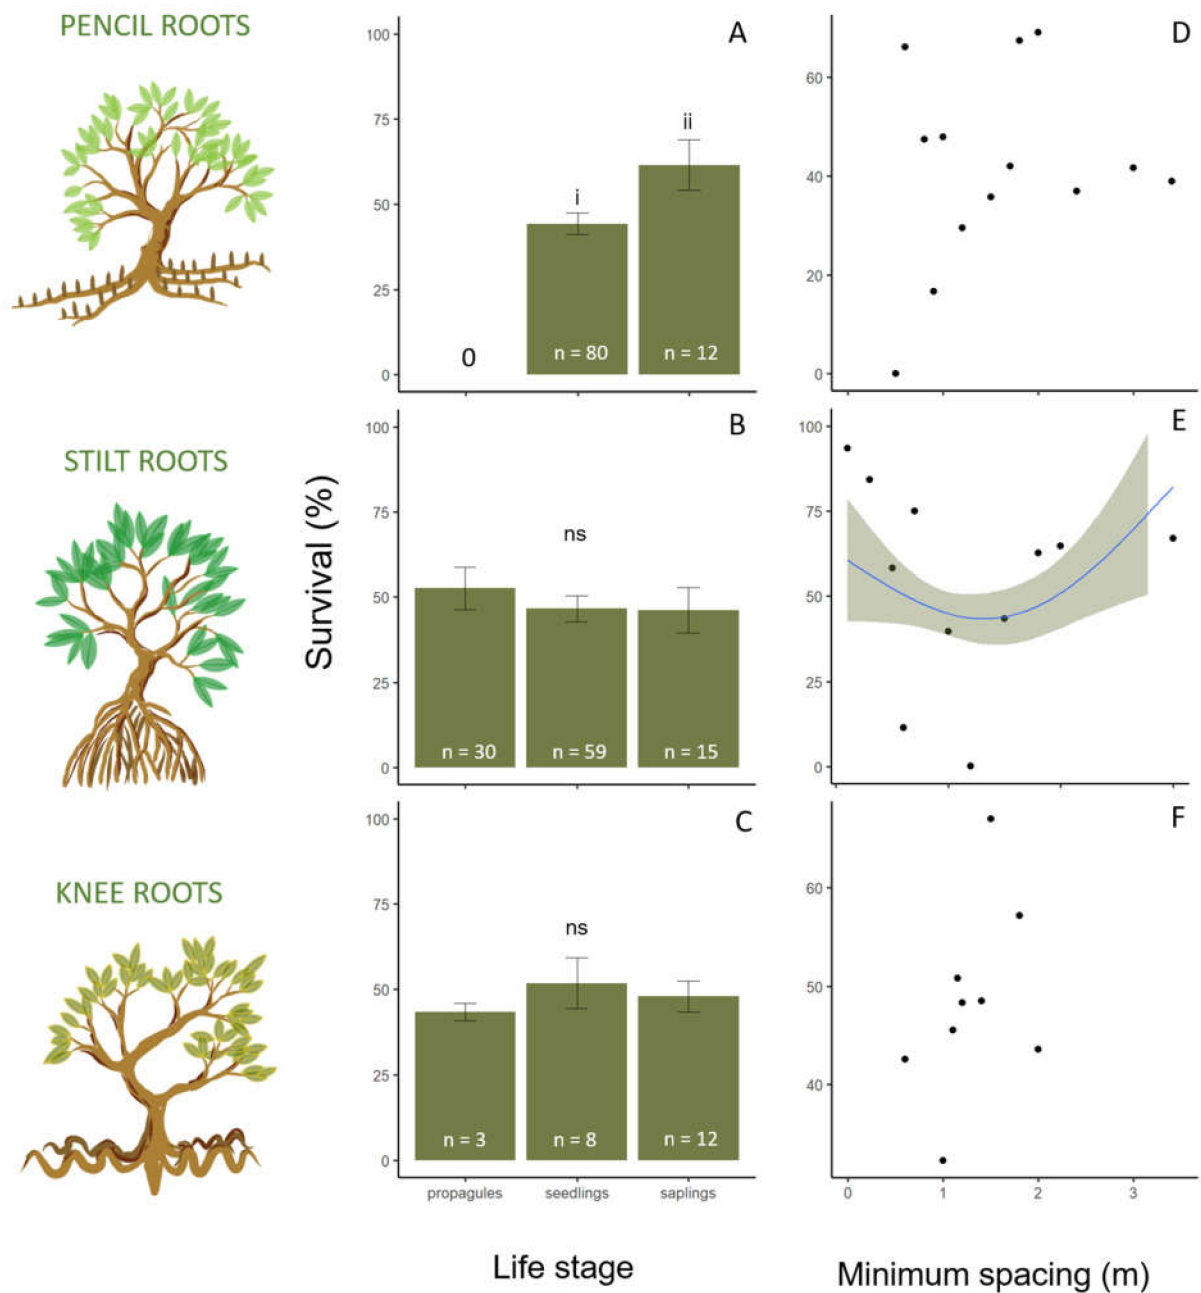 PENCIL ROOTS
A
100
75
50
25
0
i
ii
0
n = 80
n = 12
D
60
40
20
0
STILT ROOTS
Survival (%)
B
100
75
50
25
0
ns
n = 30
n = 59
n = 15
E
100
75
50
25
0
KNEE ROOTS
C
100
75
50
25
0
ns
n = 3
n = 8
n = 12
propagules
seedlings
saplings
Life stage
F
60
50
40
0
1
2
3
Minimum spacing (m)